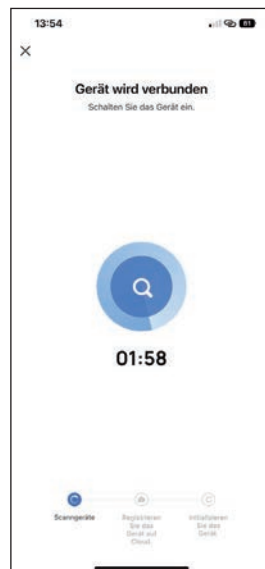 13:54
81
Gerät wird verbunden
Schalten Sie das Gerät ein.
01:58
Scanngeräte
Registrieren
Sie das
Gerät auf
Cloud.
Initialisieren
Sie das
Gerät